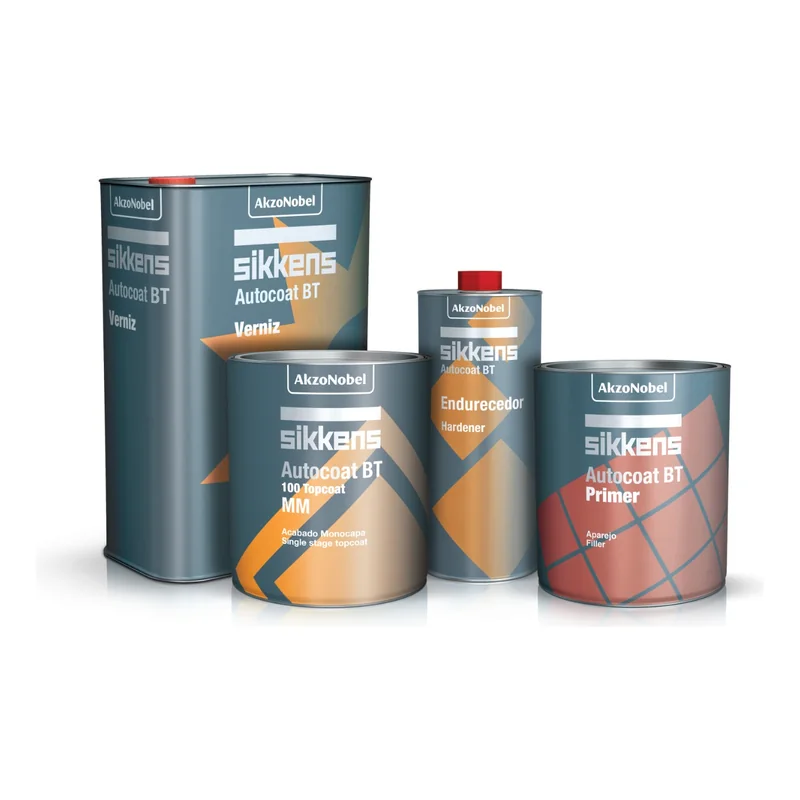 AkzoNobel
sikkens
Autocoat BT
Verniz
AkzoNobel
sikkens
Autocoat BT
Verniz
AkzoNobel
sikkens
Autocoat BT
100 Topcoat
MM
Acabado Monocapa
Single stage topcoat
AkzoNobel
sikkens
Autocoat BT
Endurecedor
Hardener
AkzoNobel
sikkens
Autocoat BT
Primer
Aparejo
Filler